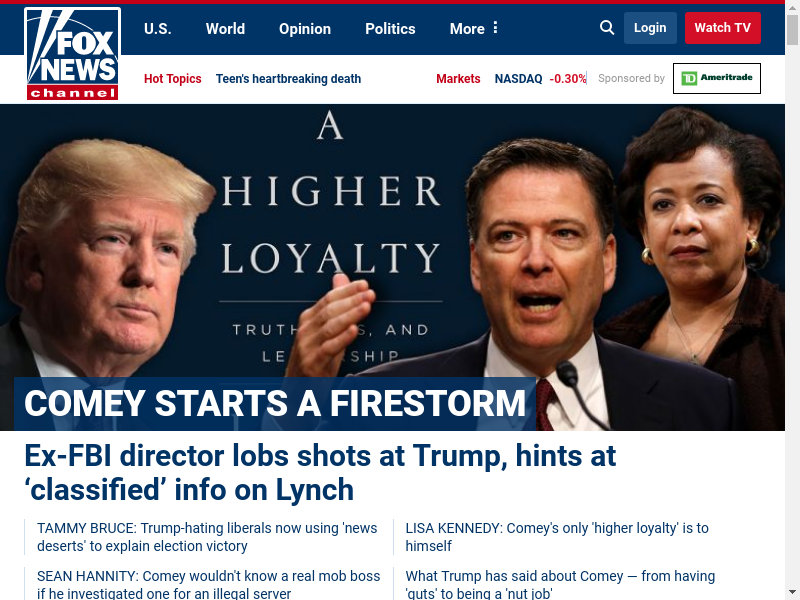 FOX
NEWS
channel
U.S. World Opinion Politics More Login Watch TV
Hot Topics Teen's heartbreaking death Markets NASDAQ -0.30% Sponsored by TD Ameritrade
A
HIGHER
LOYALTY
TRUTH S, AND
LE SHIP
COMEY STARTS A FIRESTORM
Ex-FBI director lobs shots at Trump, hints at
‘classified’ info on Lynch
TAMMY BRUCE: Trump-hating liberals now using 'news
deserts' to explain election victory
LISA KENNEDY: Comey's only 'higher loyalty' is to
himself
SEAN HANNITY: Comey wouldn't know a real mob boss
if he investigated one for an illegal server
What Trump has said about Comey — from having
'guts' to being a 'nut job'